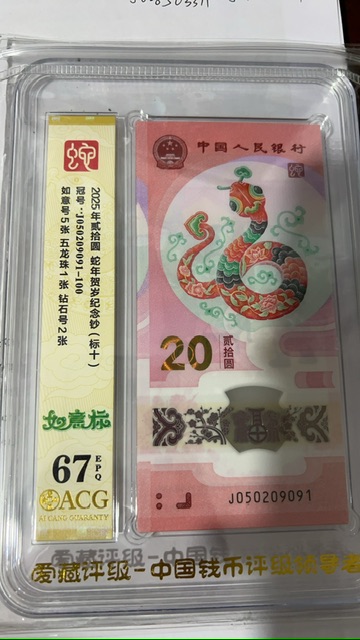 2025年贰拾圆 蛇年贺岁纪念钞（标十）
冠号·J050209091-100
如意号5张 五龙珠1张 钻石号2张
如意标
67 EPQ
ACG
AI CANG GUARANTY
中国人民银行
20 贰拾圆
J050209091
爱藏评级-中国钱币评级领导者